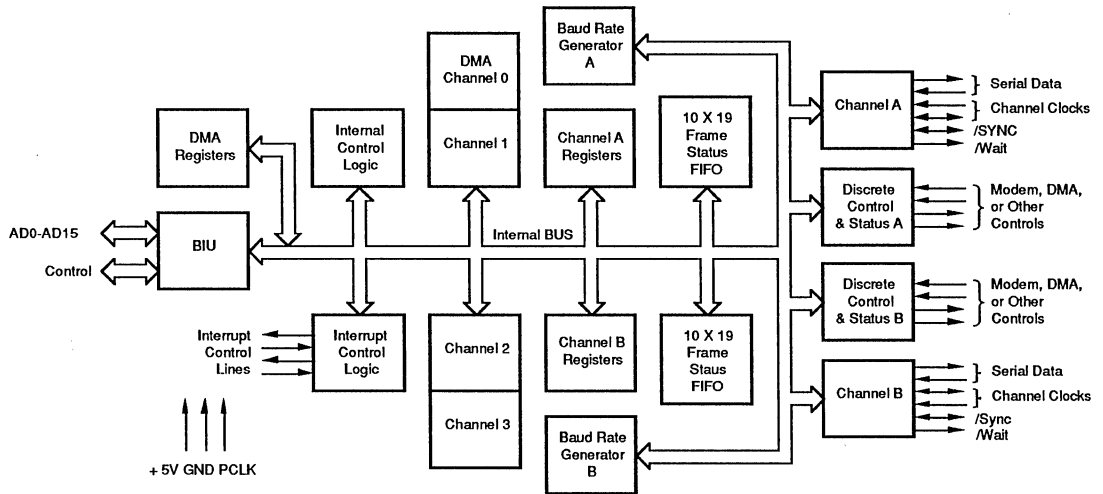 Baud Rate
Generator
A
DMA
Channel 0
Channel 1
DMA
Registers
Internal
Control
Logic
Channel A
Registers
10 X 19
Frame
Status
FIFO
Channel A
Serial Data
Channel Clocks
/SYNC
/Wait
Discrete
Control
& Status A
Modem, DMA,
or Other
Controls
AD0-AD15
Control
BIU
Internal BUS
Discrete
Control
& Status B
Modem, DMA,
or Other
Controls
Interrupt
Control
Lines
Interrupt
Control
Logic
Channel 2
Channel 3
Channel B
Registers
10 X 19
Frame
Staus
FIFO
Channel B
Serial Data
Channel Clocks
/Sync
/Wait
Baud Rate
Generator
B
+ 5V GND PCLK